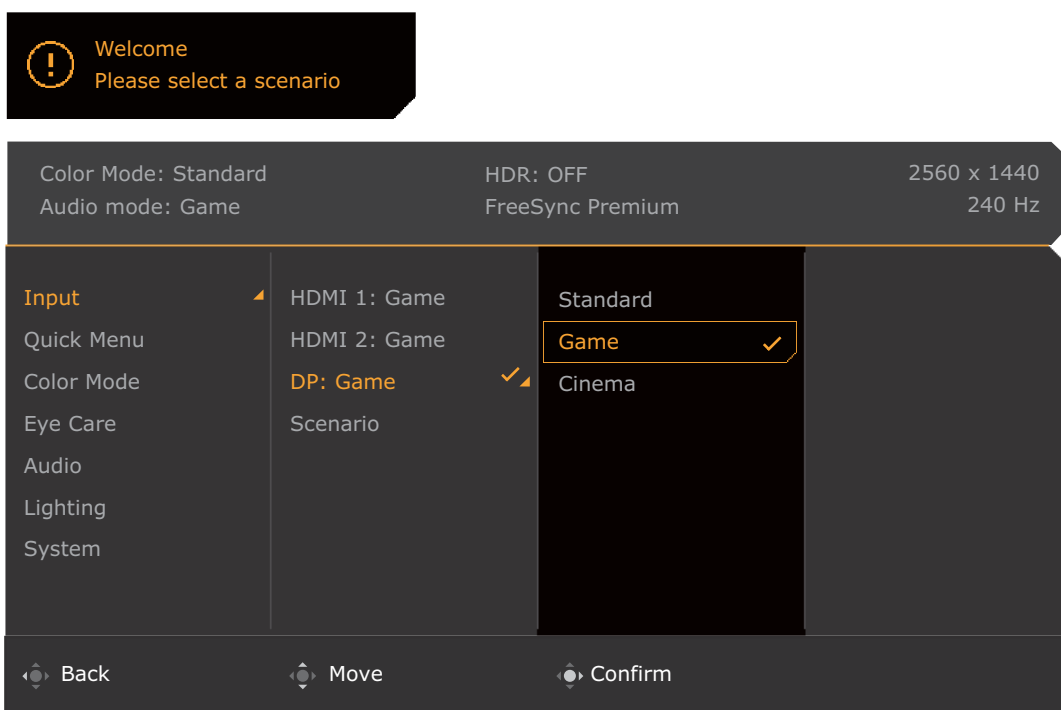 Welcome
Please select a scenario
Color Mode: Standard
Audio mode: Game
HDR: OFF
FreeSync Premium
2560 x 1440
240 Hz
Input
Quick Menu
Color Mode
Eye Care
Audio
Lighting
System
HDMI 1: Game
HDMI 2: Game
DP: Game
Scenario
Standard
Game
Cinema
Back
Move
Confirm